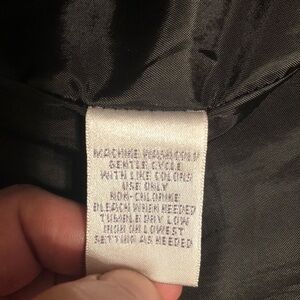 MACHINE WASH COLD
GENTLE CYCLE
WITH LIKE COLORS
USE ONLY
NON-CHLORINE
BLEACH WHEN NEEDED
TUMBLE DRY LOW
IRON ON LOWEST
SETTING AS NEEDED